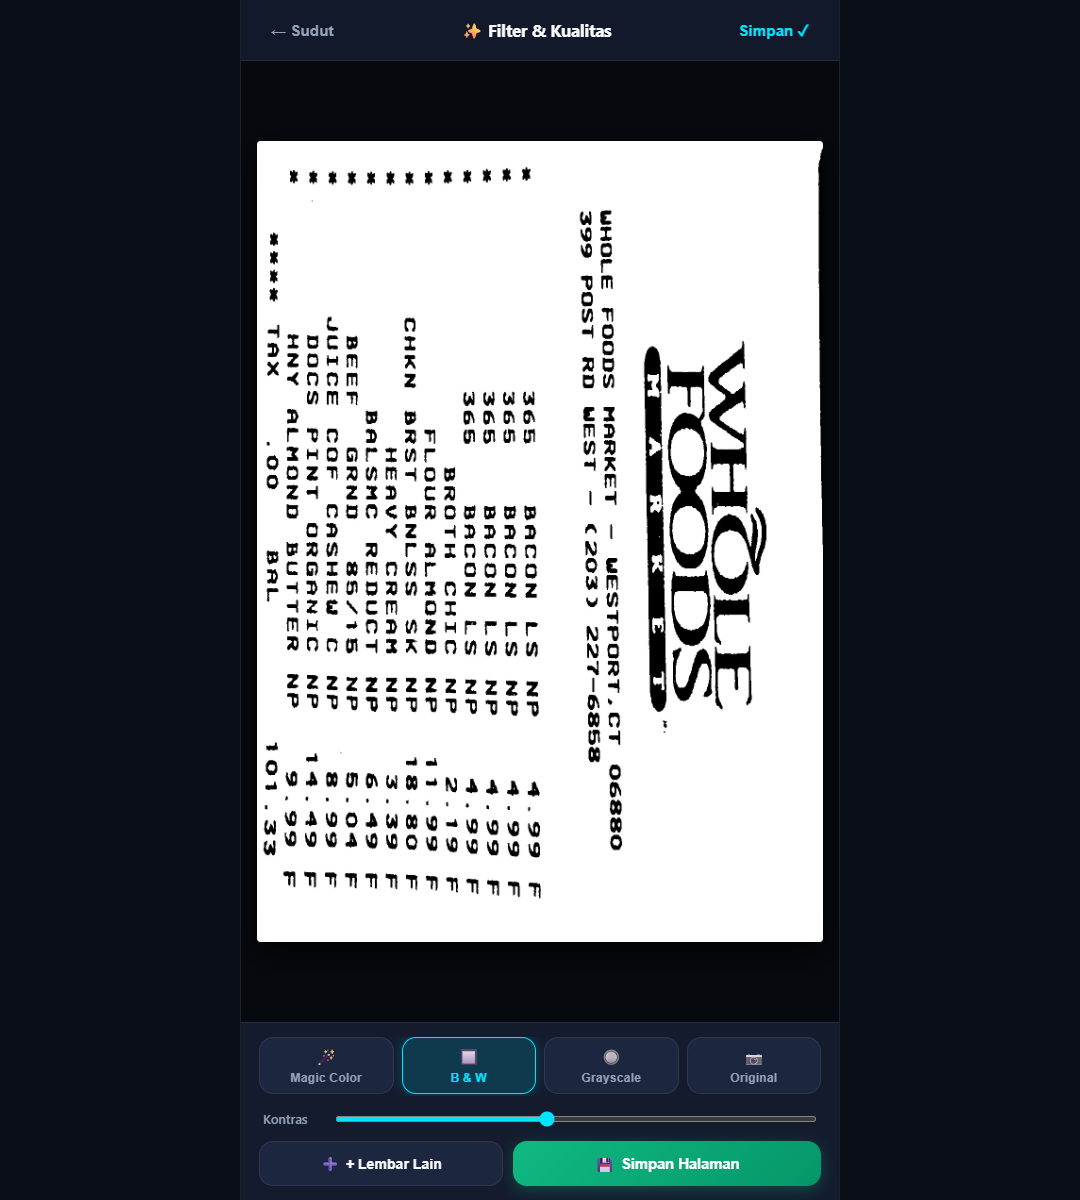 ← Sudut
✨ Filter & Kualitas
Simpan ✓
WHOLE
FOODS
MARKET
WHOLE FOODS MARKET - WESTPORT,CT 06880
399 POST RD WEST - (203) 227-6858
* 365 BACON LS NP 4.99 F
* 365 BACON LS NP 4.99 F
* 365 BACON LS NP 4.99 F
* 365 BACON LS NP 4.99 F
* BROTH CHIC NP 2.19 F
* FLOUR ALMOND NP 11.99 F
* CHKN BRST BNLSS SK NP 18.80 F
* HEAVY CREAM NP 3.39 F
* BALSMC REDUCT NP 6.49 F
* BEEF GRND 85/15 NP 5.04 F
* JUICE COF CASHEW C NP 8.99 F
* DOCS PINT ORGANIC NP 14.49 F
* HNY ALMOND BUTTER NP 9.99 F
**** TAX .00 BAL 101.33
Magic Color
B & W
Grayscale
Original
Kontras
+ Lembar Lain
Simpan Halaman